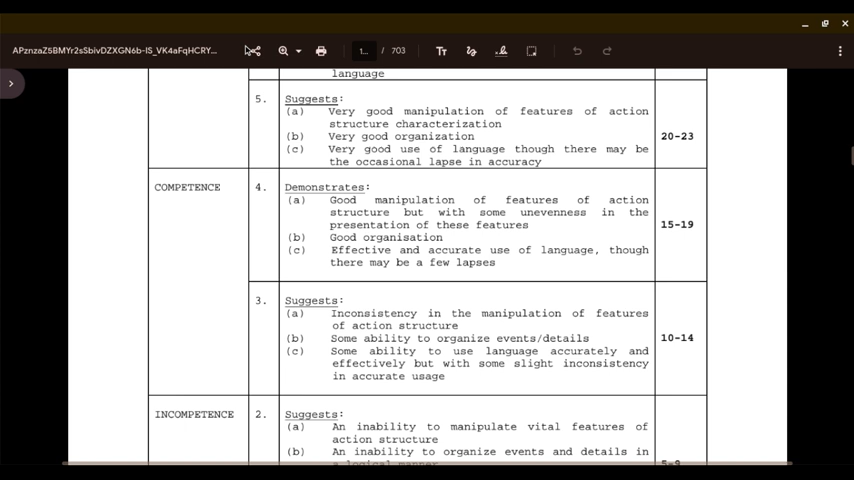 APznzaZ5BMYr2sSbivDZXGN6b-IS_VK4aFqHCRY...
1... / 703
language
5. Suggests:
(a) Very good manipulation of features of action
structure characterization
(b) Very good organization
(c) Very good use of language though there may be
the occasional lapse in accuracy
20-23
COMPETENCE 4. Demonstrates:
(a) Good manipulation of features of action
structure but with some unevenness in the
presentation of these features
(b) Good organisation
(c) Effective and accurate use of language, though
there may be a few lapses
15-19
3. Suggests:
(a) Inconsistency in the manipulation of features
of action structure
(b) Some ability to organize events/details
(c) Some ability to use language accurately and
effectively but with some slight inconsistency
in accurate usage
10-14
INCOMPETENCE 2. Suggests:
(a) An inability to manipulate vital features of
action structure
(b) An inability to organize events and details in
a logical manner
5-9